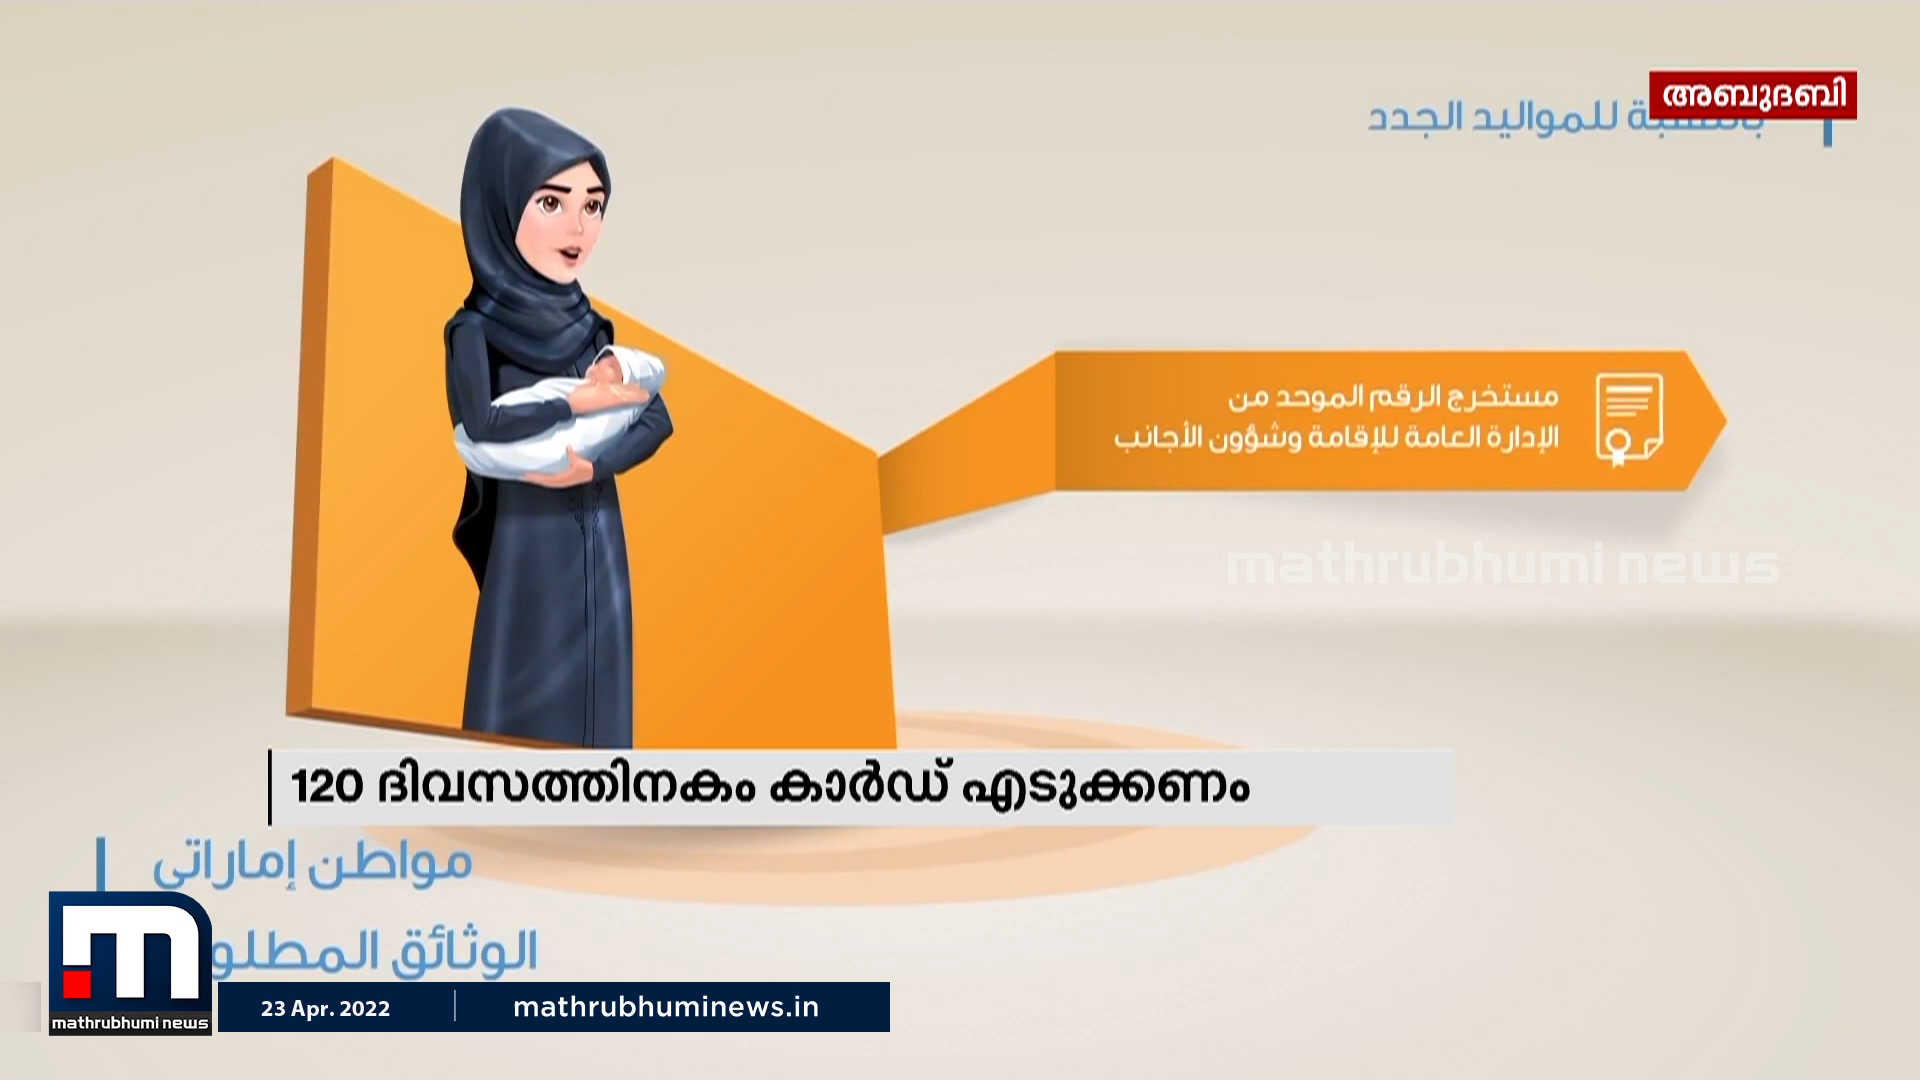 അബുദബി
للمواليد الجدد
مستخرج الرقم الموحد من
الإدارة العامة للإقامة وشؤون الأجانب
mathrubhumi news
120 ദിവസത്തിനകം കാർഡ് എടുക്കണം
مواطن إماراتي
الوثائق
mathrubhumi news
23 Apr. 2022
mathrubhuminews.in